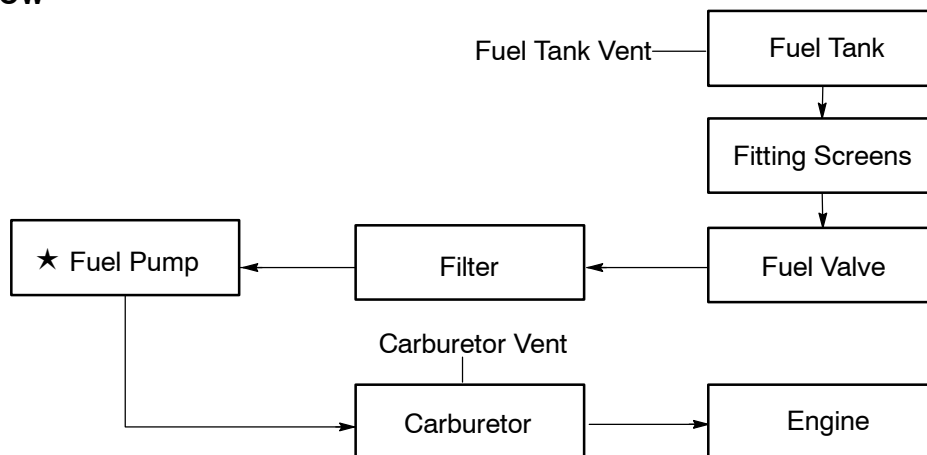 Fuel Tank Vent
Fuel Tank
Fitting Screens
★ Fuel Pump
Filter
Fuel Valve
Carburetor Vent
Carburetor
Engine